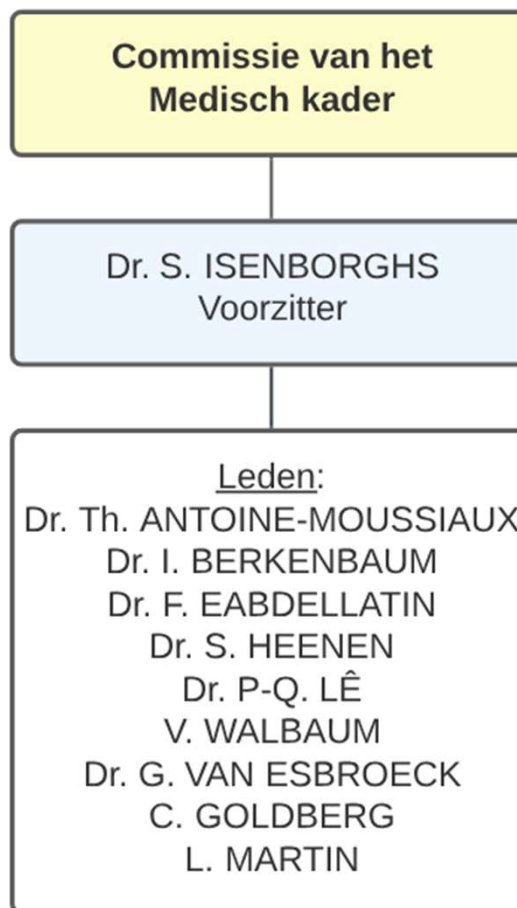 Commissie van het
Medisch kader
Dr. S. ISENBORGHS
Voorzitter
Leden:
Dr. Th. ANTOINE-MOUSSIAUX
Dr. I. BERKENBAUM
Dr. F. EABDELLATIN
Dr. S. HEENEN
Dr. P-Q. LÊ
V. WALBAUM
Dr. G. VAN ESBROECK
C. GOLDBERG
L. MARTIN